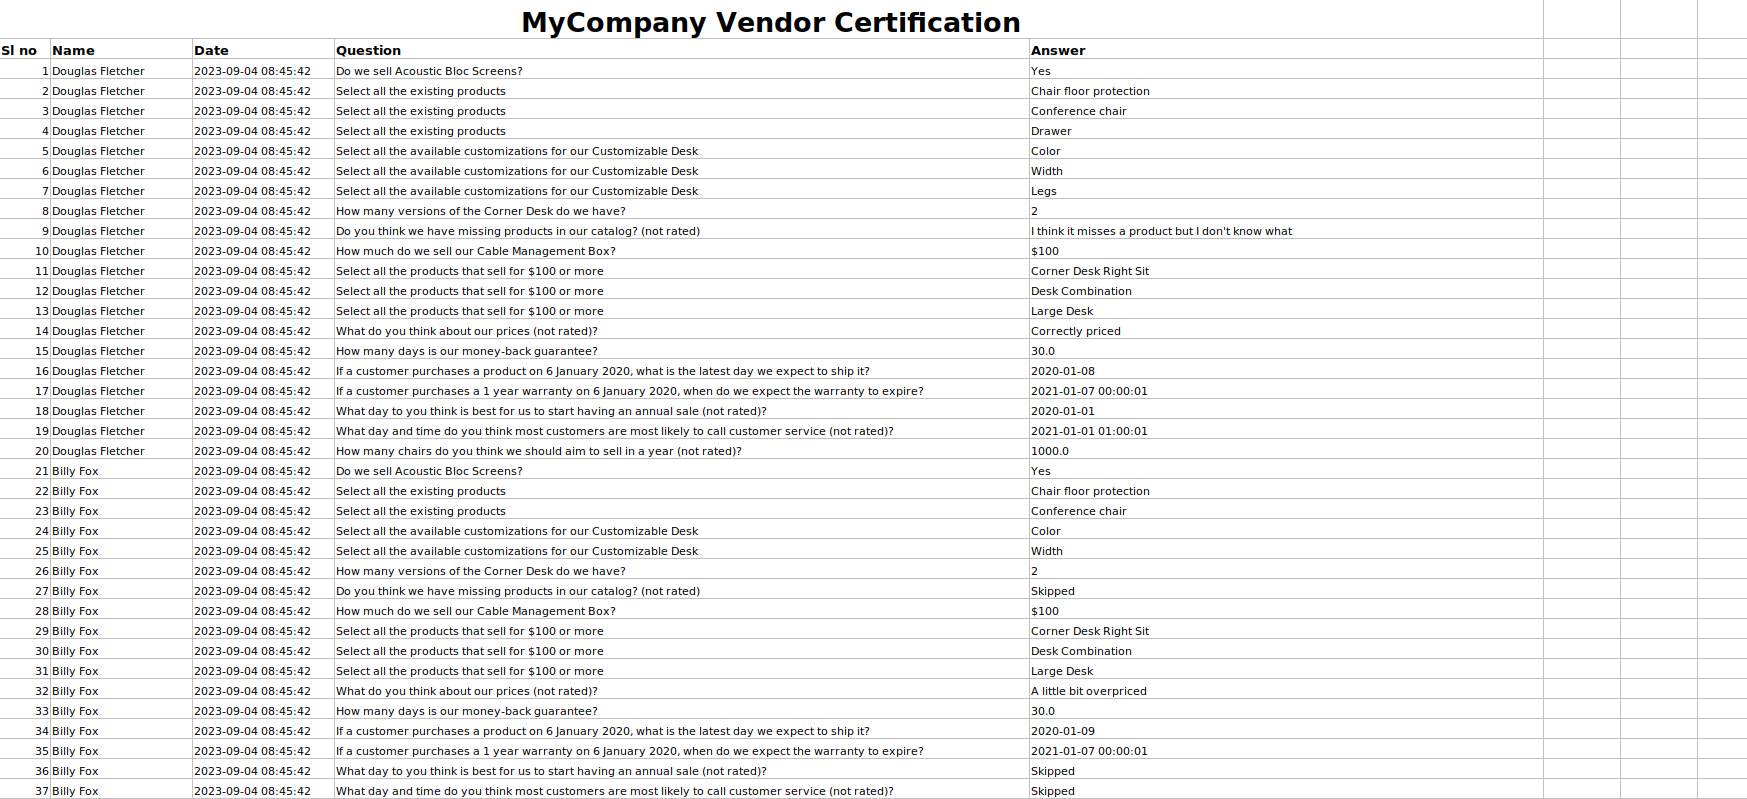 MyCompany Vendor Certification
Sl no Name Date Question Answer
1 Douglas Fletcher 2023-09-04 08:45:42 Do we sell Acoustic Bloc Screens? Yes
2 Douglas Fletcher 2023-09-04 08:45:42 Select all the existing products Chair floor protection
3 Douglas Fletcher 2023-09-04 08:45:42 Select all the existing products Conference chair
4 Douglas Fletcher 2023-09-04 08:45:42 Select all the existing products Drawer
5 Douglas Fletcher 2023-09-04 08:45:42 Select all the available customizations for our Customizable Desk Color
6 Douglas Fletcher 2023-09-04 08:45:42 Select all the available customizations for our Customizable Desk Width
7 Douglas Fletcher 2023-09-04 08:45:42 Select all the available customizations for our Customizable Desk Legs
8 Douglas Fletcher 2023-09-04 08:45:42 How many versions of the Corner Desk do we have? 2
9 Douglas Fletcher 2023-09-04 08:45:42 Do you think we have missing products in our catalog? (not rated) I think it misses a product but I don't know what
10 Douglas Fletcher 2023-09-04 08:45:42 How much do we sell our Cable Management Box? $100
11 Douglas Fletcher 2023-09-04 08:45:42 Select all the products that sell for $100 or more Corner Desk Right Sit
12 Douglas Fletcher 2023-09-04 08:45:42 Select all the products that sell for $100 or more Desk Combination
13 Douglas Fletcher 2023-09-04 08:45:42 Select all the products that sell for $100 or more Large Desk
14 Douglas Fletcher 2023-09-04 08:45:42 What do you think about our prices (not rated)? Correctly priced
15 Douglas Fletcher 2023-09-04 08:45:42 How many days is our money-back guarantee? 30.0
16 Douglas Fletcher 2023-09-04 08:45:42 If a customer purchases a product on 6 January 2020, what is the latest day we expect to ship it? 2020-01-08
17 Douglas Fletcher 2023-09-04 08:45:42 If a customer purchases a 1 year warranty on 6 January 2020, when do we expect the warranty to expire? 2021-01-07 00:00:01
18 Douglas Fletcher 2023-09-04 08:45:42 What day to you think is best for us to start having an annual sale (not rated)? 2020-01-01
19 Douglas Fletcher 2023-09-04 08:45:42 What day and time do you think most customers are most likely to call customer service (not rated)? 2021-01-01 01:00:01
20 Douglas Fletcher 2023-09-04 08:45:42 How many chairs do you think we should aim to sell in a year (not rated)? 1000.0
21 Billy Fox 2023-09-04 08:45:42 Do we sell Acoustic Bloc Screens? Yes
22 Billy Fox 2023-09-04 08:45:42 Select all the existing products Chair floor protection
23 Billy Fox 2023-09-04 08:45:42 Select all the existing products Conference chair
24 Billy Fox 2023-09-04 08:45:42 Select all the available customizations for our Customizable Desk Color
25 Billy Fox 2023-09-04 08:45:42 Select all the available customizations for our Customizable Desk Width
26 Billy Fox 2023-09-04 08:45:42 How many versions of the Corner Desk do we have? 2
27 Billy Fox 2023-09-04 08:45:42 Do you think we have missing products in our catalog? (not rated) Skipped
28 Billy Fox 2023-09-04 08:45:42 How much do we sell our Cable Management Box? $100
29 Billy Fox 2023-09-04 08:45:42 Select all the products that sell for $100 or more Corner Desk Right Sit
30 Billy Fox 2023-09-04 08:45:42 Select all the products that sell for $100 or more Desk Combination
31 Billy Fox 2023-09-04 08:45:42 Select all the products that sell for $100 or more Large Desk
32 Billy Fox 2023-09-04 08:45:42 What do you think about our prices (not rated)? A little bit overpriced
33 Billy Fox 2023-09-04 08:45:42 How many days is our money-back guarantee? 30.0
34 Billy Fox 2023-09-04 08:45:42 If a customer purchases a product on 6 January 2020, what is the latest day we expect to ship it? 2020-01-09
35 Billy Fox 2023-09-04 08:45:42 If a customer purchases a 1 year warranty on 6 January 2020, when do we expect the warranty to expire? 2021-01-07 00:00:01
36 Billy Fox 2023-09-04 08:45:42 What day to you think is best for us to start having an annual sale (not rated)? Skipped
37 Billy Fox 2023-09-04 08:45:42 What day and time do you think most customers are most likely to call customer service (not rated)? Skipped